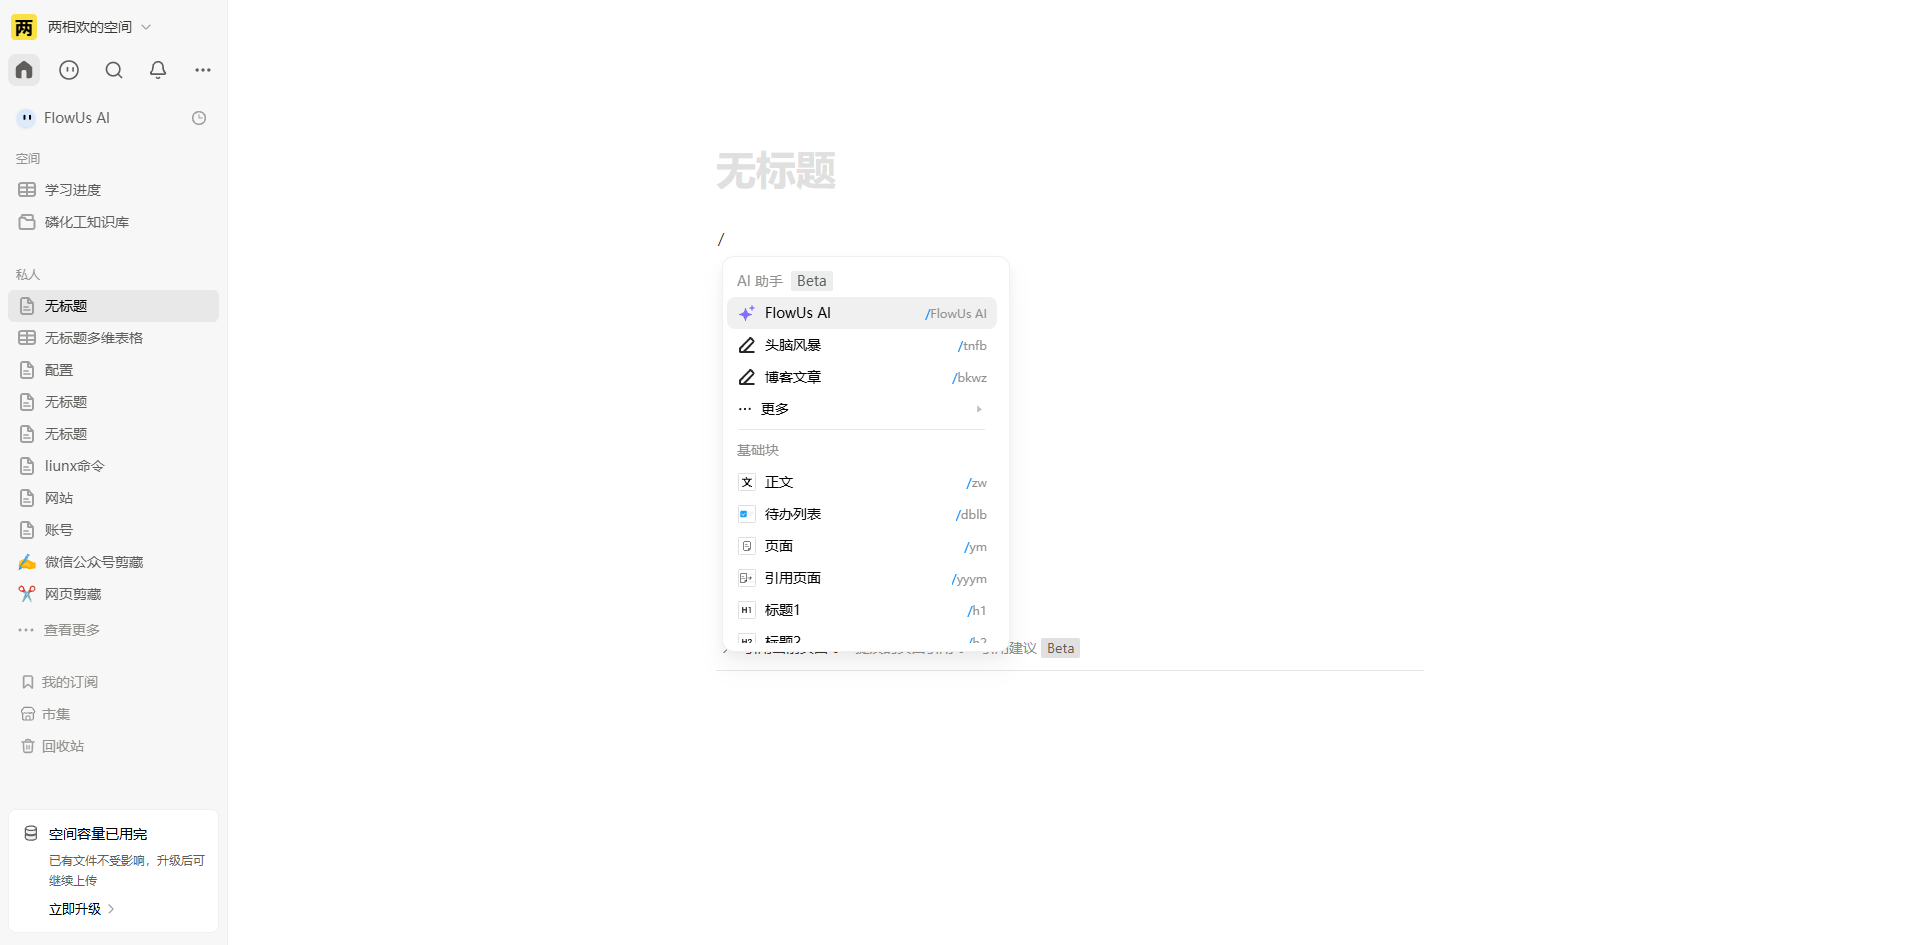 两 两相欢的空间
FlowUs AI
空间
学习进度
磷化工知识库
私人
无标题
无标题多维表格
配置
无标题
无标题
liunx命令
网站
账号
微信公众号剪藏
网页剪藏
查看更多
我的订阅
市集
回收站
空间容量已用完
已有文件不受影响，升级后可
继续上传
立即升级
无标题
/
AI 助手 Beta
FlowUs AI /FlowUs AI
头脑风暴 /tnfb
博客文章 /bkwz
更多
基础块
文 正文 /zw
待办列表 /dblb
页面 /ym
引用页面 /yyym
H1 标题1 /h1
H2 标题2 /h2
建议 Beta